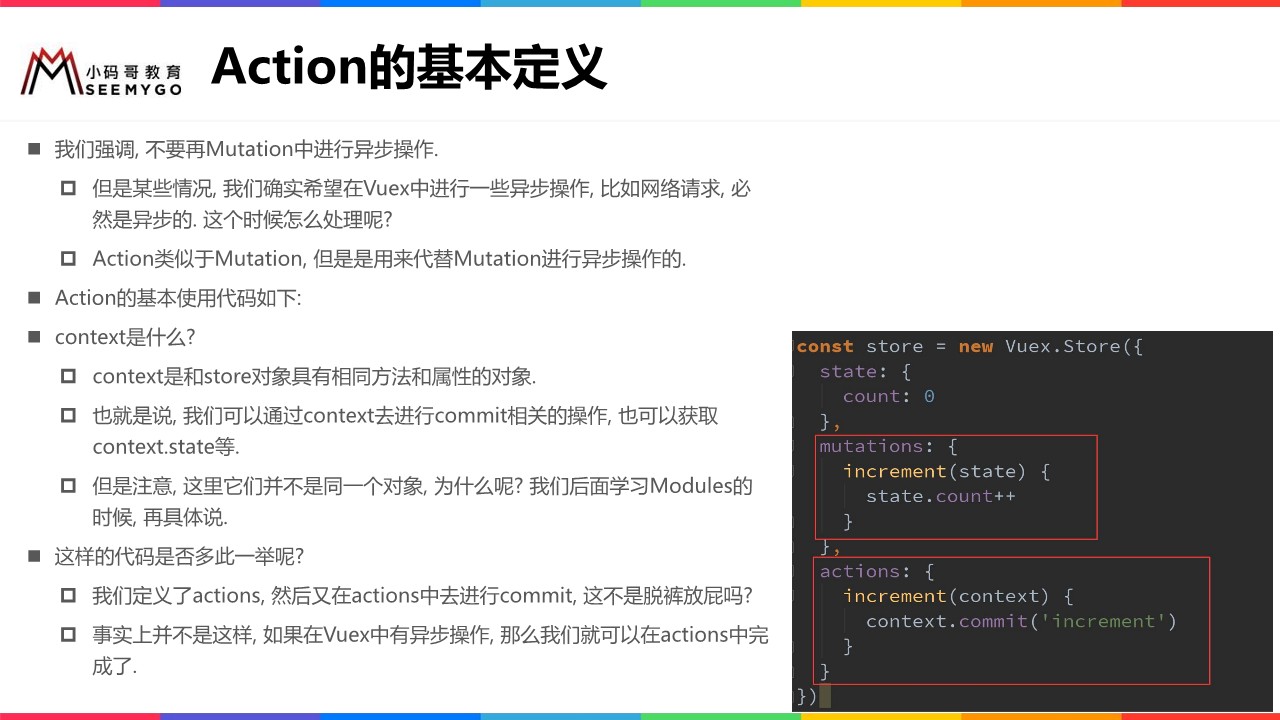 小码哥教育
SEEMYGO
Action的基本定义
我们强调, 不要再Mutation中进行异步操作.
但是某些情况, 我们确实希望在Vuex中进行一些异步操作, 比如网络请求, 必
然是异步的. 这个时候怎么处理呢?
Action类似于Mutation, 但是是用来代替Mutation进行异步操作的.
Action的基本使用代码如下:
context是什么?
context是和store对象具有相同方法和属性的对象.
也就是说, 我们可以通过context去进行commit相关的操作, 也可以获取
context.state等.
但是注意, 这里它们并不是同一个对象, 为什么呢? 我们后面学习Modules的
时候, 再具体说.
这样的代码是否多此一举呢?
我们定义了actions, 然后又在actions中去进行commit, 这不是脱裤放屁吗?
事实上并不是这样, 如果在Vuex中有异步操作, 那么我们就可以在actions中完
成了.
const store = new Vuex.Store({
state: {
count: 0
},
mutations: {
increment(state) {
state.count++
}
},
actions: {
increment(context) {
context.commit('increment')
}
}
})